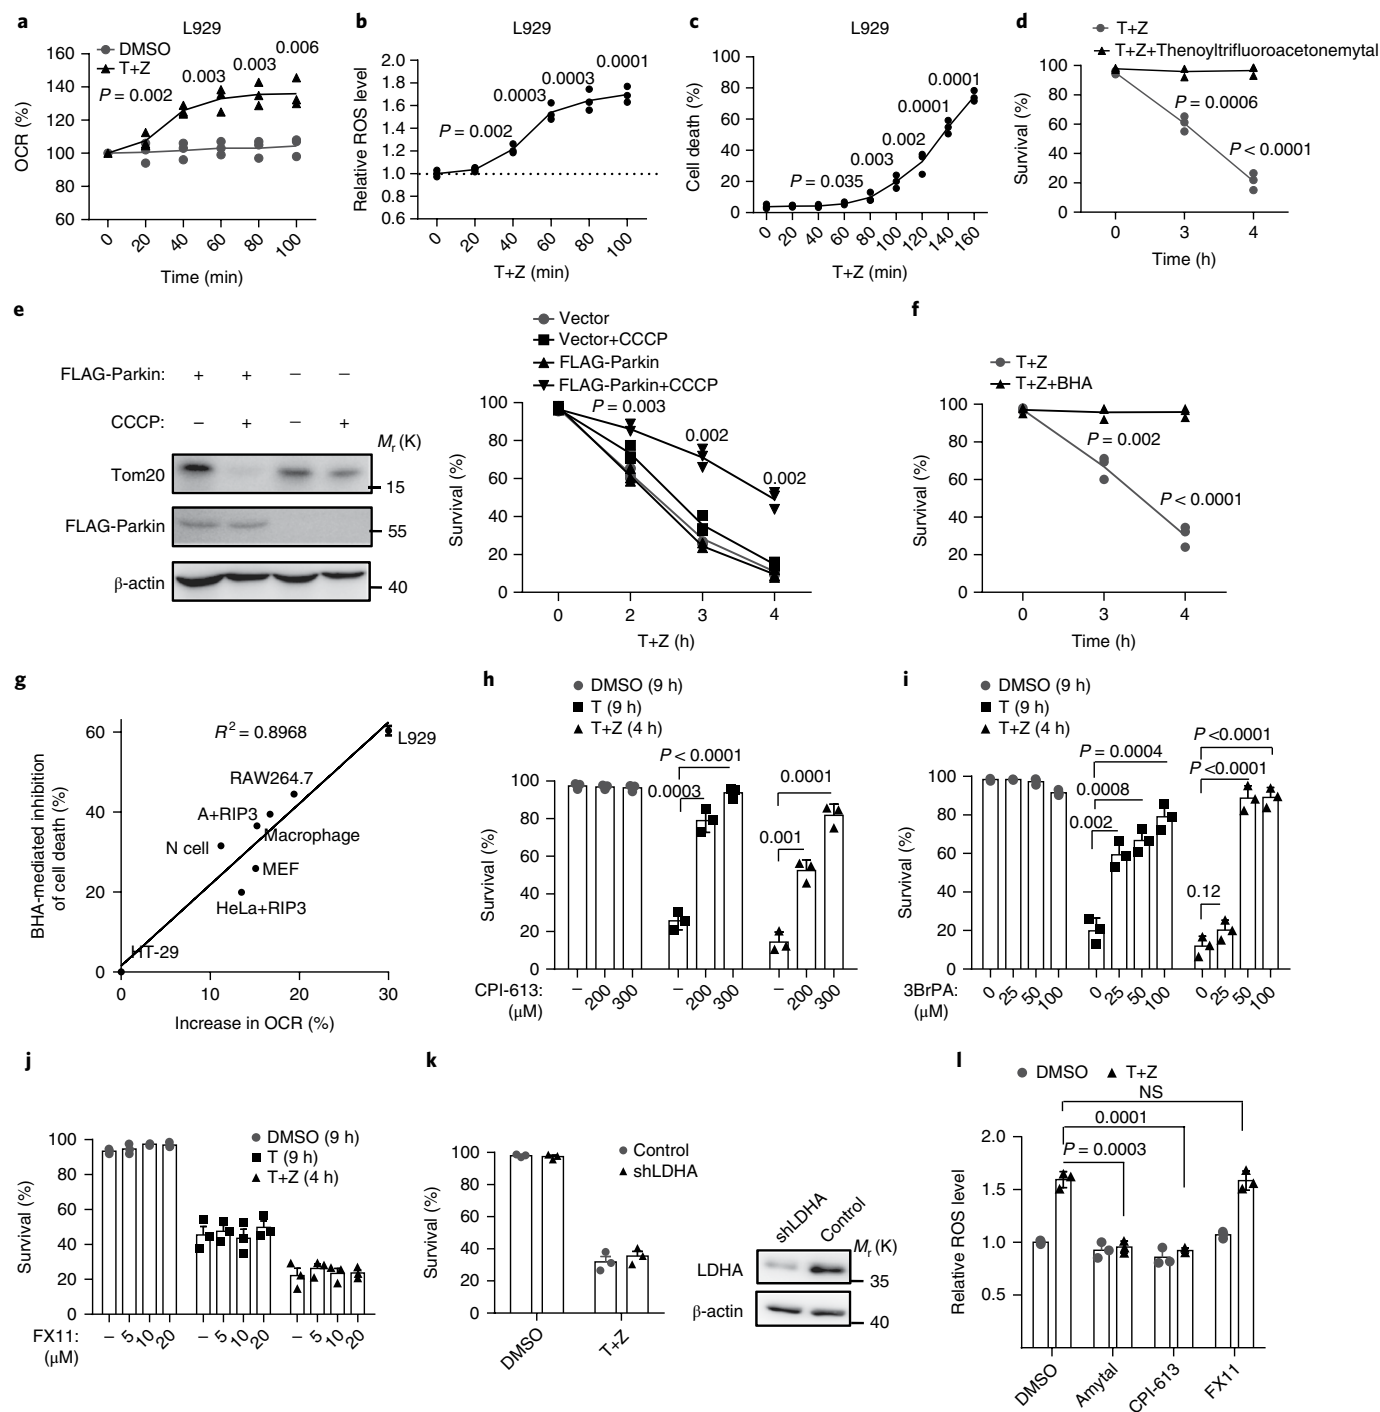 a
L929
DMSO
T+Z
P = 0.002
0.003
0.003
0.006
OCR (%)
160
140
120
100
80
60
0
20
40
60
80
100
Time (min)
b
L929
P = 0.002
0.0003
0.0003
0.0001
Relative ROS level
2.0
1.8
1.6
1.4
1.2
1.0
0.8
0.6
0
20
40
60
80
100
T+Z (min)
c
L929
P = 0.035
0.003
0.002
0.0001
0.0001
Cell death (%)
100
80
60
40
20
0
0
20
40
60
80
100
120
140
160
T+Z (min)
d
T+Z
T+Z+Thenoyltrifluoroacetonemytal
P = 0.0006
P < 0.0001
Survival (%)
100
80
60
40
20
0
0
3
4
Time (h)
e
FLAG-Parkin: + + – –
CCCP: – + – +
Mr (K)
Tom20
15
FLAG-Parkin
55
β-actin
40
Vector
Vector+CCCP
FLAG-Parkin
FLAG-Parkin+CCCP
P = 0.003
0.002
0.002
Survival (%)
100
80
60
40
20
0
0
2
3
4
T+Z (h)
f
T+Z
T+Z+BHA
P = 0.002
P < 0.0001
Survival (%)
100
80
60
40
20
0
0
3
4
Time (h)
g
R2 = 0.8968
L929
RAW264.7
A+RIP3
Macrophage
N cell
MEF
HeLa+RIP3
HT-29
BHA-mediated inhibition
of cell death (%)
60
40
20
0
0
10
20
30
Increase in OCR (%)
h
DMSO (9 h)
T (9 h)
T+Z (4 h)
P < 0.0001
0.0003
0.0001
0.001
Survival (%)
100
80
60
40
20
0
CPI-613:
(μM)
–
200
300
–
200
300
–
200
300
i
DMSO (9 h)
T (9 h)
T+Z (4 h)
P <0.0001
P = 0.0004
P <0.0001
0.0008
0.002
0.12
Survival (%)
100
80
60
40
20
0
3BrPA:
(μM)
0
25
50
100
0
25
50
100
0
25
50
100
j
DMSO (9 h)
T (9 h)
T+Z (4 h)
Survival (%)
100
80
60
40
20
0
FX11:
(μM)
–
5
10
20
–
5
10
20
–
5
10
20
k
Control
shLDHA
Survival (%)
100
80
60
40
20
0
DMSO
T+Z
shLDHA
Control
Mr (K)
LDHA
35
β-actin
40
l
DMSO
T+Z
NS
0.0001
P = 0.0003
Relative ROS level
2.0
1.5
1.0
0.5
DMSO
Amytal
CPI-613
FX11